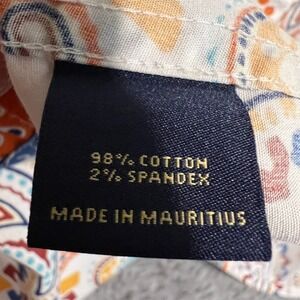 98% COTTON
2% SPANDEX
MADE IN MAURITIUS